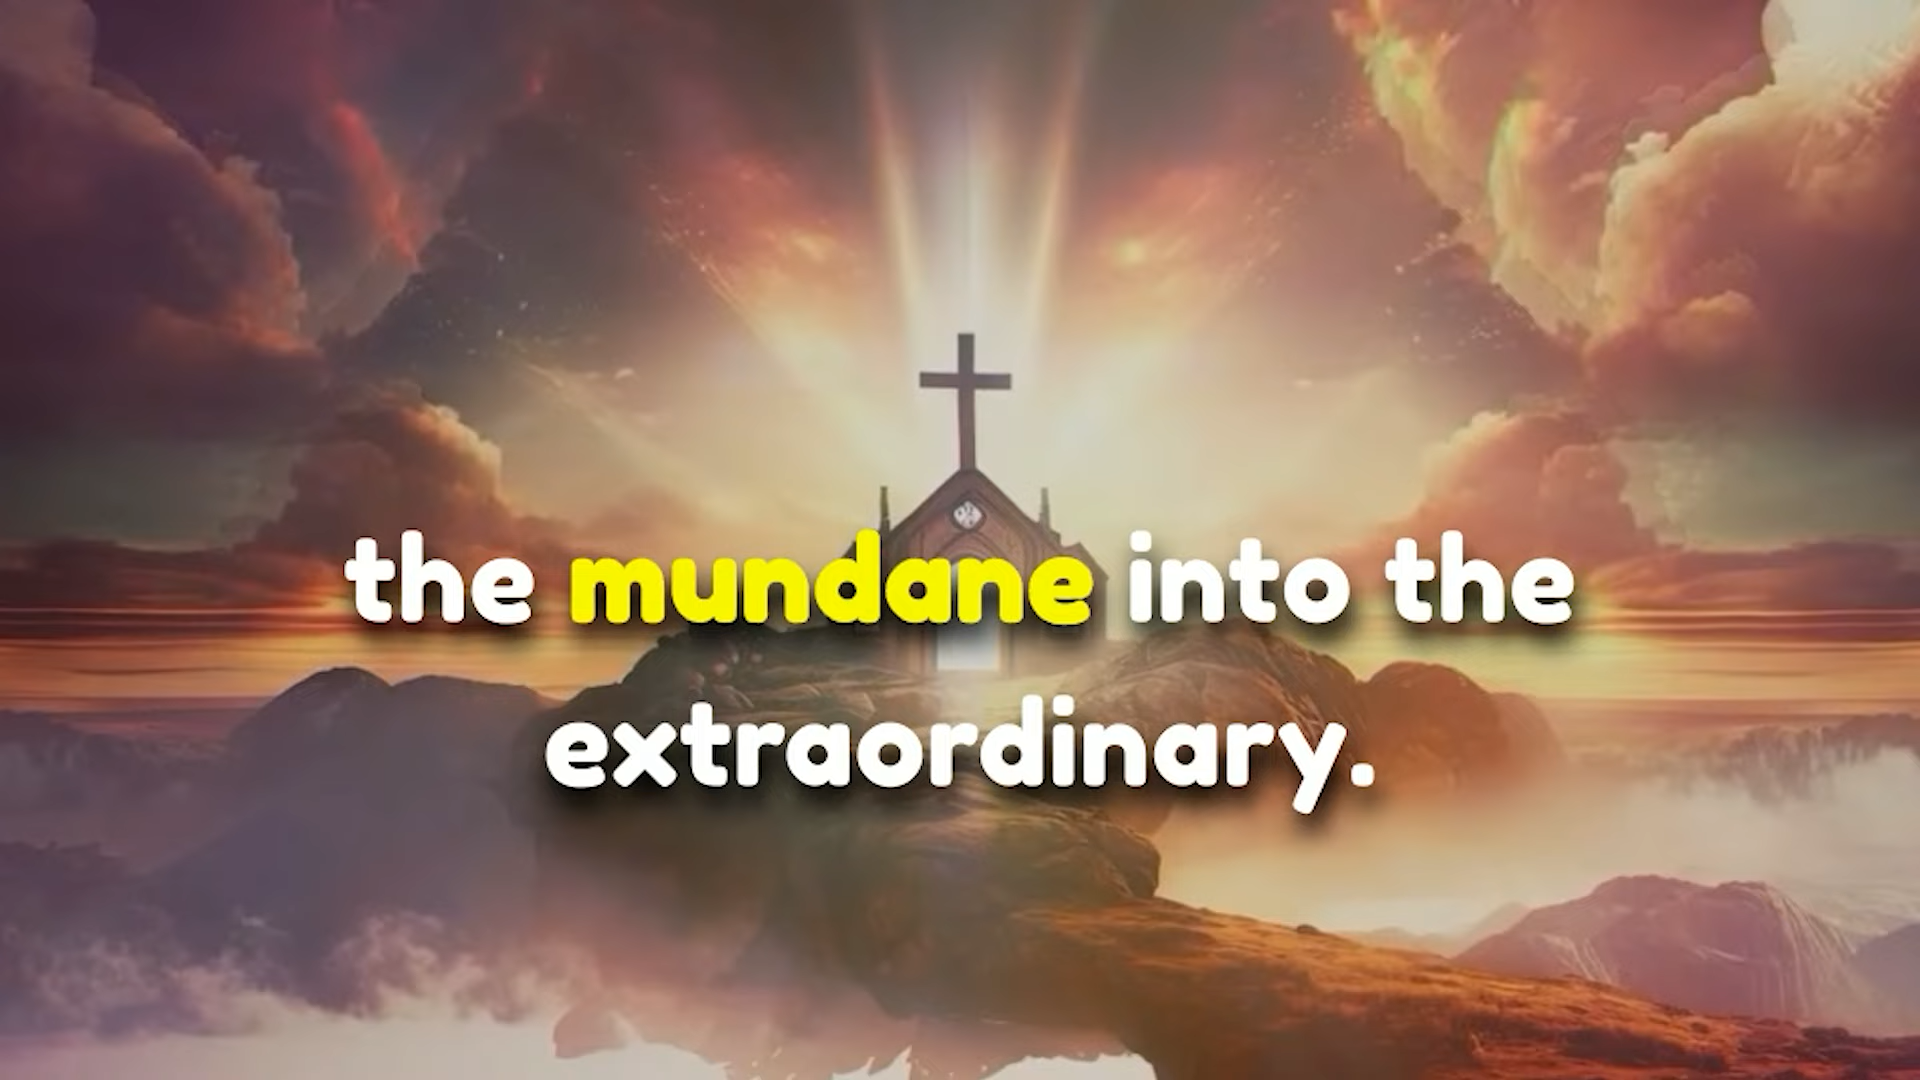 the mundane into the
extraordinary.